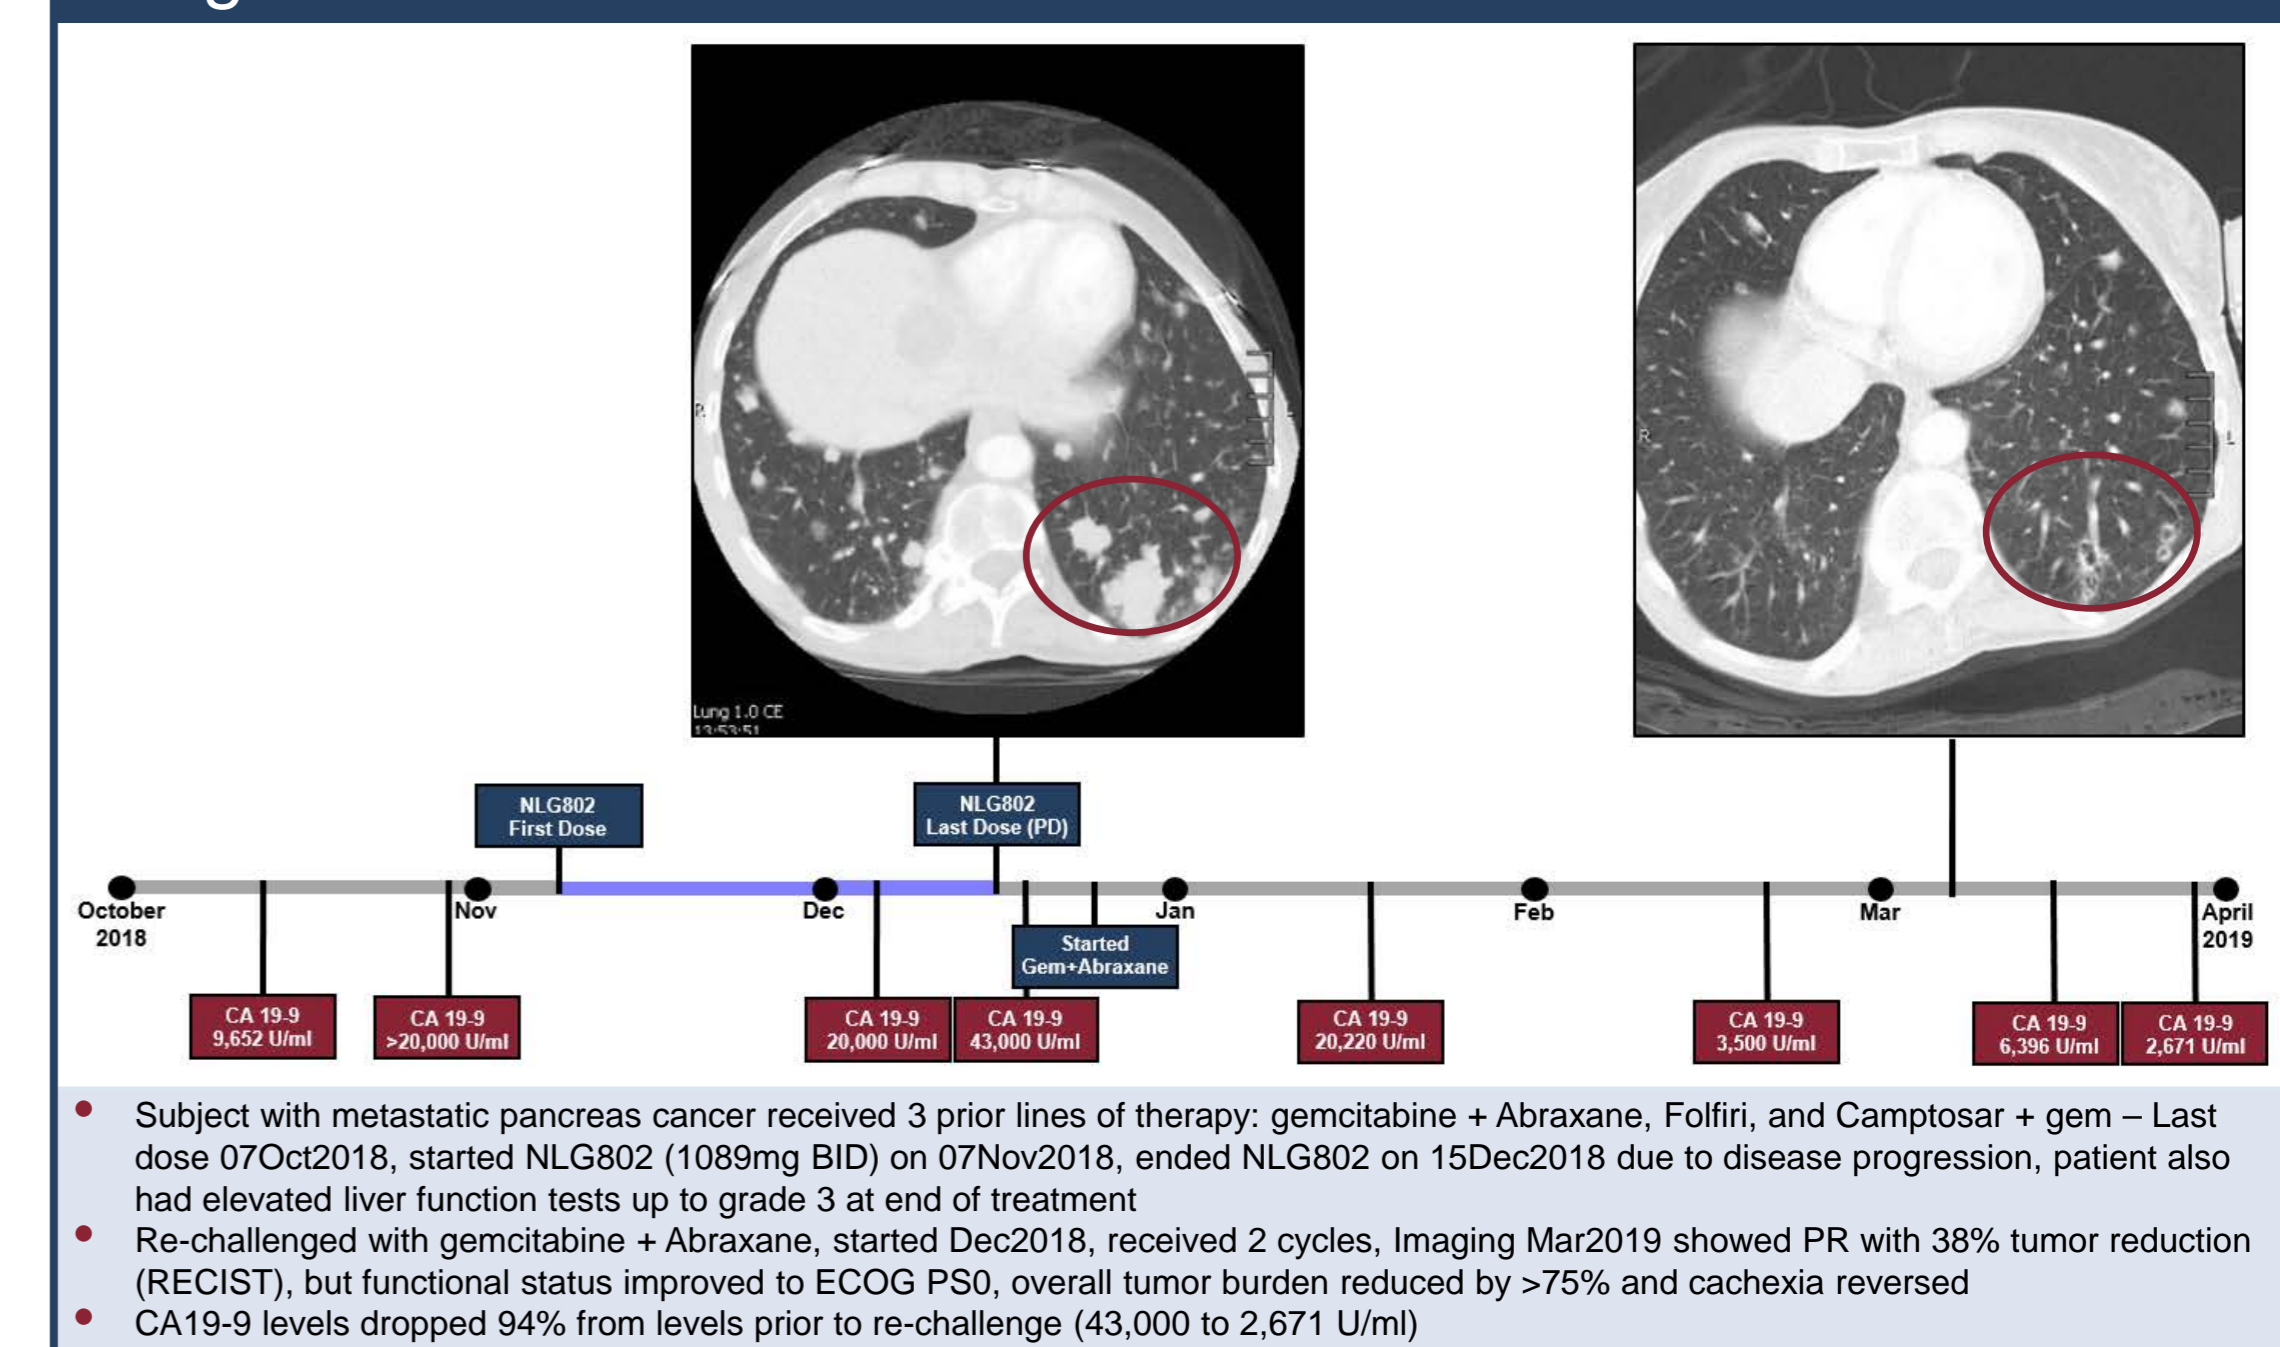 R
L
Lung 1.0 CE
13:53:51
R
L
NLG802
First Dose
NLG802
Last Dose (PD)
October
2018
Nov
Dec
Jan
Feb
Mar
April
2019
Started
Gem+Abraxane
CA 19-9
9,652 U/ml
CA 19-9
>20,000 U/ml
CA 19-9
20,000 U/ml
CA 19-9
43,000 U/ml
CA 19-9
20,220 U/ml
CA 19-9
3,500 U/ml
CA 19-9
6,396 U/ml
CA 19-9
2,671 U/ml
• Subject with metastatic pancreas cancer received 3 prior lines of therapy: gemcitabine + Abraxane, Folfiri, and Camptosar + gem – Last
dose 07Oct2018, started NLG802 (1089mg BID) on 07Nov2018, ended NLG802 on 15Dec2018 due to disease progression, patient also
had elevated liver function tests up to grade 3 at end of treatment
• Re-challenged with gemcitabine + Abraxane, started Dec2018, received 2 cycles, Imaging Mar2019 showed PR with 38% tumor reduction
(RECIST), but functional status improved to ECOG PS0, overall tumor burden reduced by >75% and cachexia reversed
• CA19-9 levels dropped 94% from levels prior to re-challenge (43,000 to 2,671 U/ml)